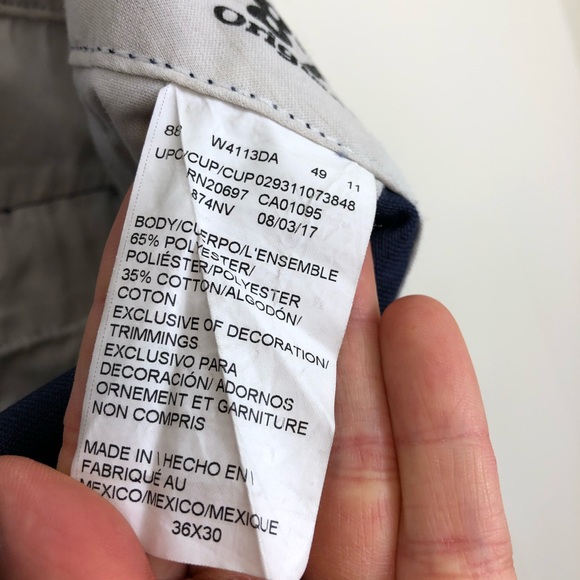 88 W4113DA 49 11
UPC/CUP/CUP029311073848
RN20697 CA01095
874NV 08/03/17
BODY/CUERPO/L'ENSEMBLE
65% POLYESTER/
POLIÉSTER/POLYESTER
35% COTTON/ALGODÓN/
COTON
EXCLUSIVE OF DECORATION/
TRIMMINGS
EXCLUSIVO PARA
DECORACIÓN/ ADORNOS
ORNEMENT ET GARNITURE
NON COMPRIS
MADE IN \ HECHO EN \
FABRIQUÉ AU
MEXICO/MEXICO/MEXIQUE
36X30